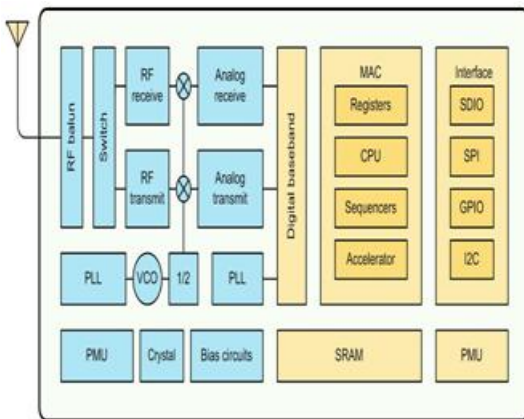 RF balun
Switch
RF
receive
Analog
receive
RF
transmit
Analog
transmit
PLL
VCO
1/2
PLL
Digital baseband
MAC
Registers
CPU
Sequencers
Accelerator
Interface
SDIO
SPI
GPIO
I2C
PMU
Crystal
Bias circuits
SRAM
PMU